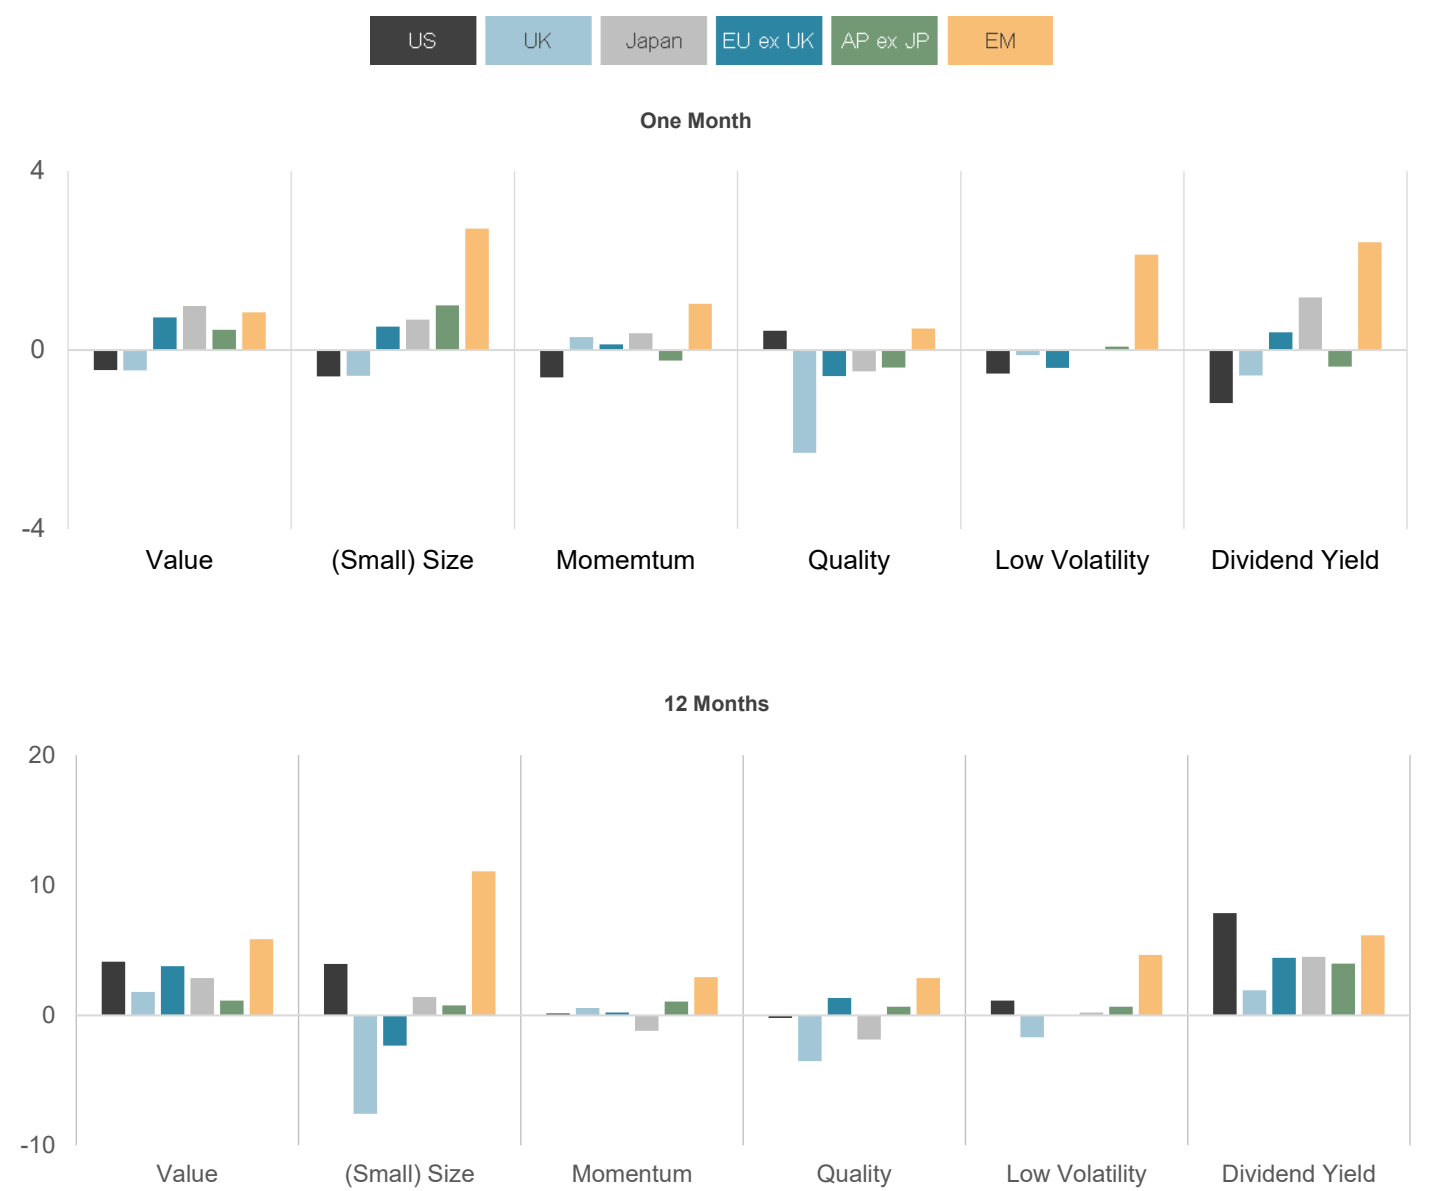 US UK Japan EU ex UK AP ex JP EM
One Month
4
0
-4
Value (Small) Size Momemtum Quality Low Volatility Dividend Yield
12 Months
20
10
0
-10
Value (Small) Size Momentum Quality Low Volatility Dividend Yield